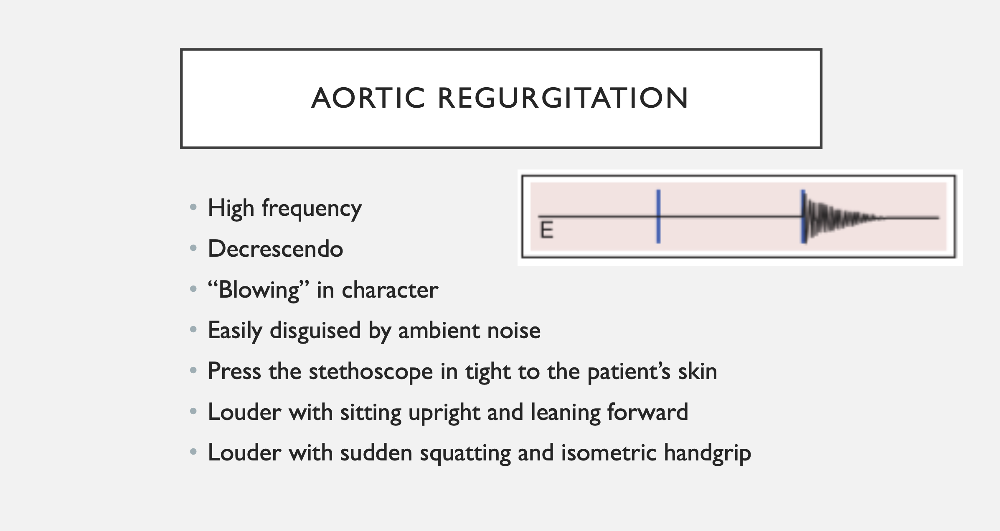 AORTIC REGURGITATION
E
• High frequency
• Decrescendo
• “Blowing” in character
• Easily disguised by ambient noise
• Press the stethoscope in tight to the patient’s skin
• Louder with sitting upright and leaning forward
• Louder with sudden squatting and isometric handgrip